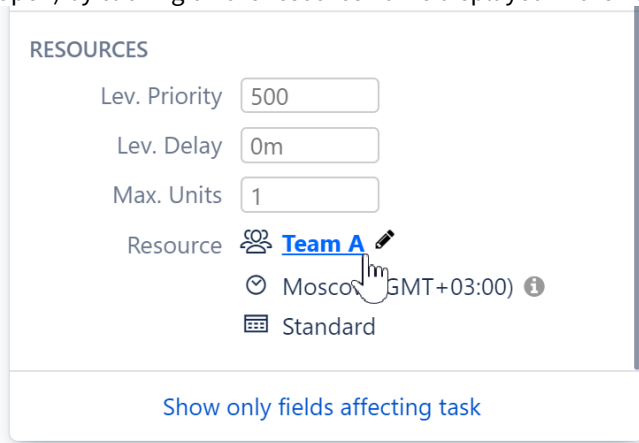 RESOURCES
Lev. Priority 500
Lev. Delay 0m
Max. Units 1
Resource Team A
GMT+03:00)
Standard
Show only fields affecting task